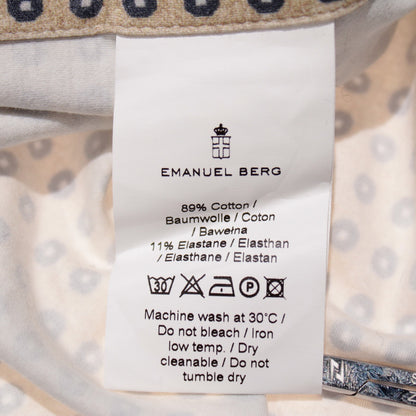 EMANUEL BERG
89% Cotton /
Baumwolle / Coton
/ Bawełna
11% Elastane / Elasthan
/ Elasthane / Elastan
30 P
Machine wash at 30°C /
Do not bleach / Iron
low temp. / Dry
cleanable / Do not
tumble dry